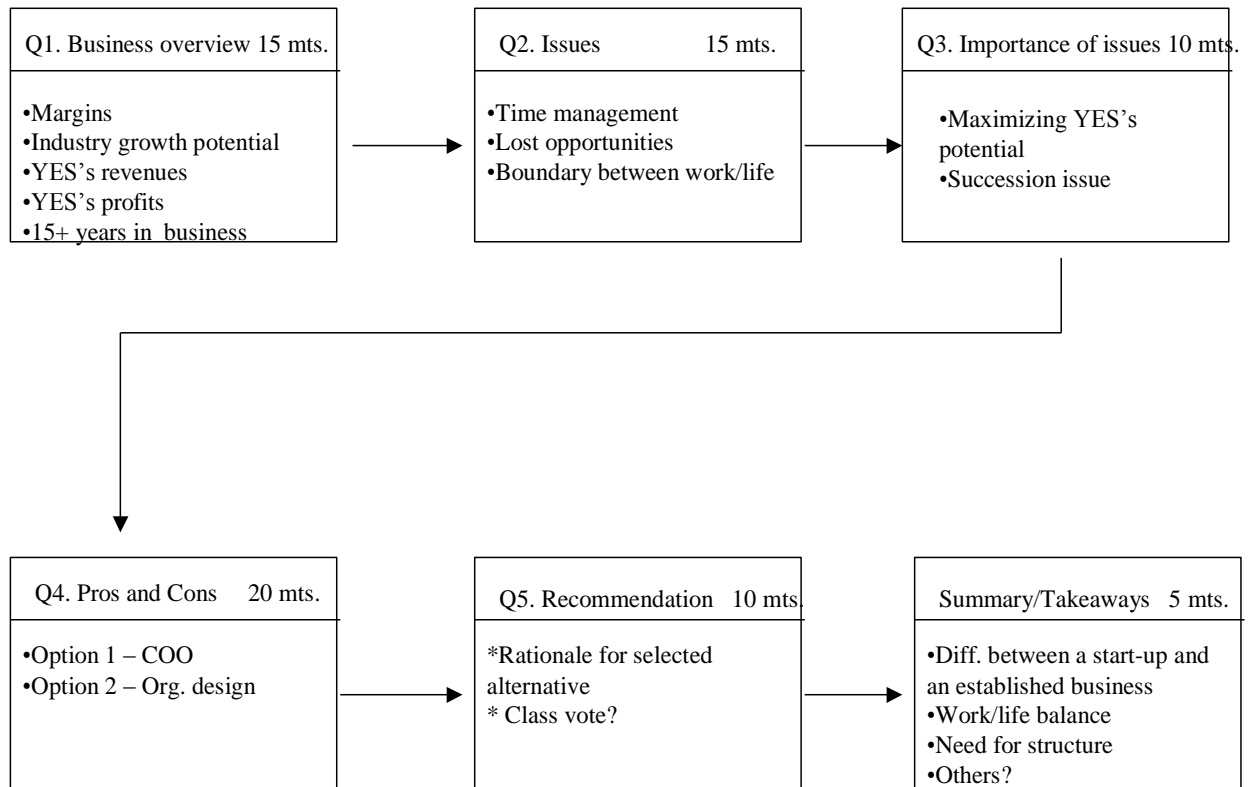 Q1. Business overview 15 mts.
•Margins
•Industry growth potential
•YES’s revenues
•YES’s profits
•15+ years in business
Q2. Issues 15 mts.
•Time management
•Lost opportunities
•Boundary between work/life
Q3. Importance of issues 10 mts.
•Maximizing YES’s
potential
•Succession issue
Q4. Pros and Cons 20 mts.
•Option 1 – COO
•Option 2 – Org. design
Q5. Recommendation 10 mts.
*Rationale for selected
alternative
* Class vote?
Summary/Takeaways 5 mts.
•Diff. between a start-up and
an established business
•Work/life balance
•Need for structure
•Others?